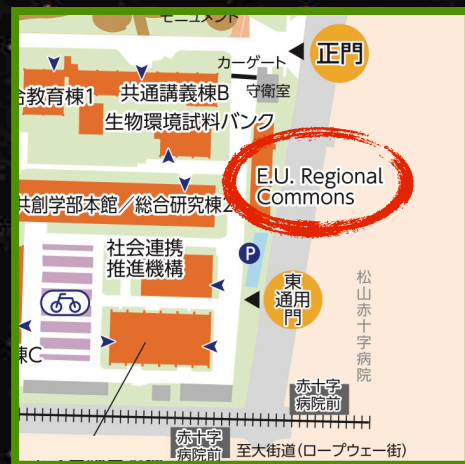 モニュメント
カーゲート
正門
守衛室
合教育棟1
共通講義棟B
生物環境試料バンク
E.U. Regional
Commons
共創学部本館／総合研究棟2
社会連携
推進機構
P
東
通用
門
松山赤十字病院
棟C
赤十字
病院前
赤十字
病院前
至大街道(ロープウェー街)